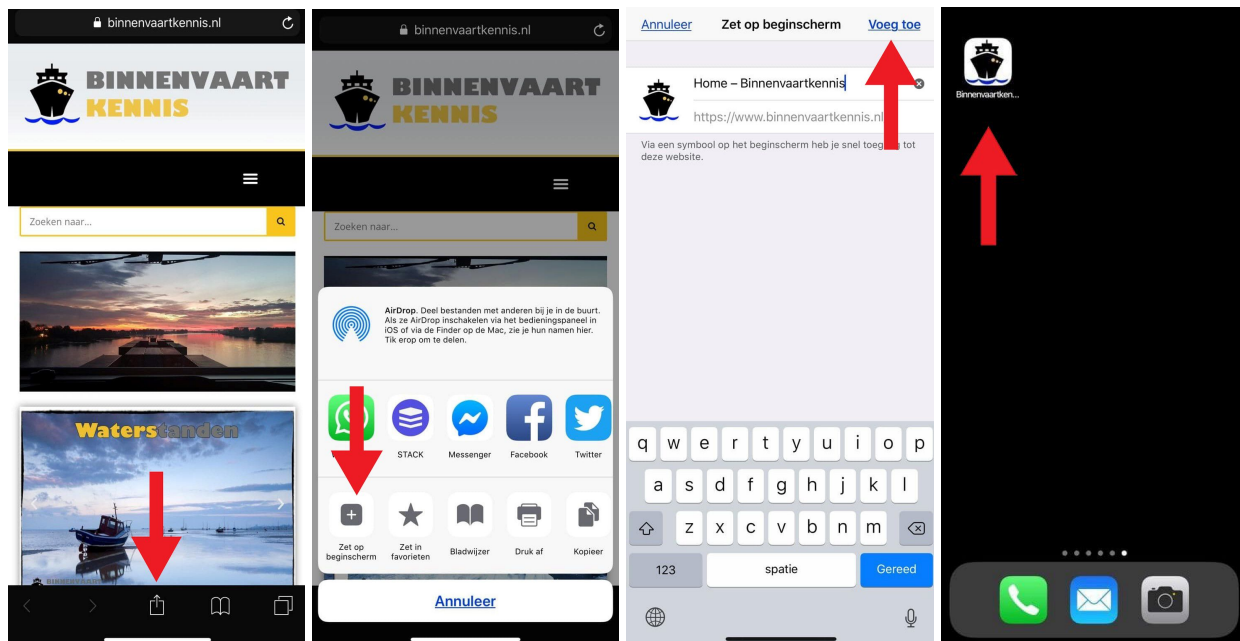 binnenvaartkennis.nl
BINNENVAART
KENNIS
Zoeken naar...
Waterstanden
BINNENVAART
binnenvaartkennis.nl
BINNENVAART
KENNIS
Zoeken naar...
AirDrop. Deel bestanden met anderen bij je in de buurt.
Als ze AirDrop inschakelen via het bedieningspaneel in
iOS of via de Finder op de Mac, zie je hun namen hier.
Tik erop om te delen.
STACK
Messenger
Facebook
Twitter
Zet op
beginscherm
Zet in
favorieten
Bladwijzer
Druk af
Kopieer
Annuleer
Annuleer
Zet op beginscherm
Voeg toe
Home – Binnenvaartkennis
https://www.binnenvaartkennis.nl
Via een symbool op het beginscherm heb je snel toegang tot
deze website.
q w e r t y u i o p
a s d f g h j k l
z x c v b n m
123
spatie
Gereed
Binnenvaartken...